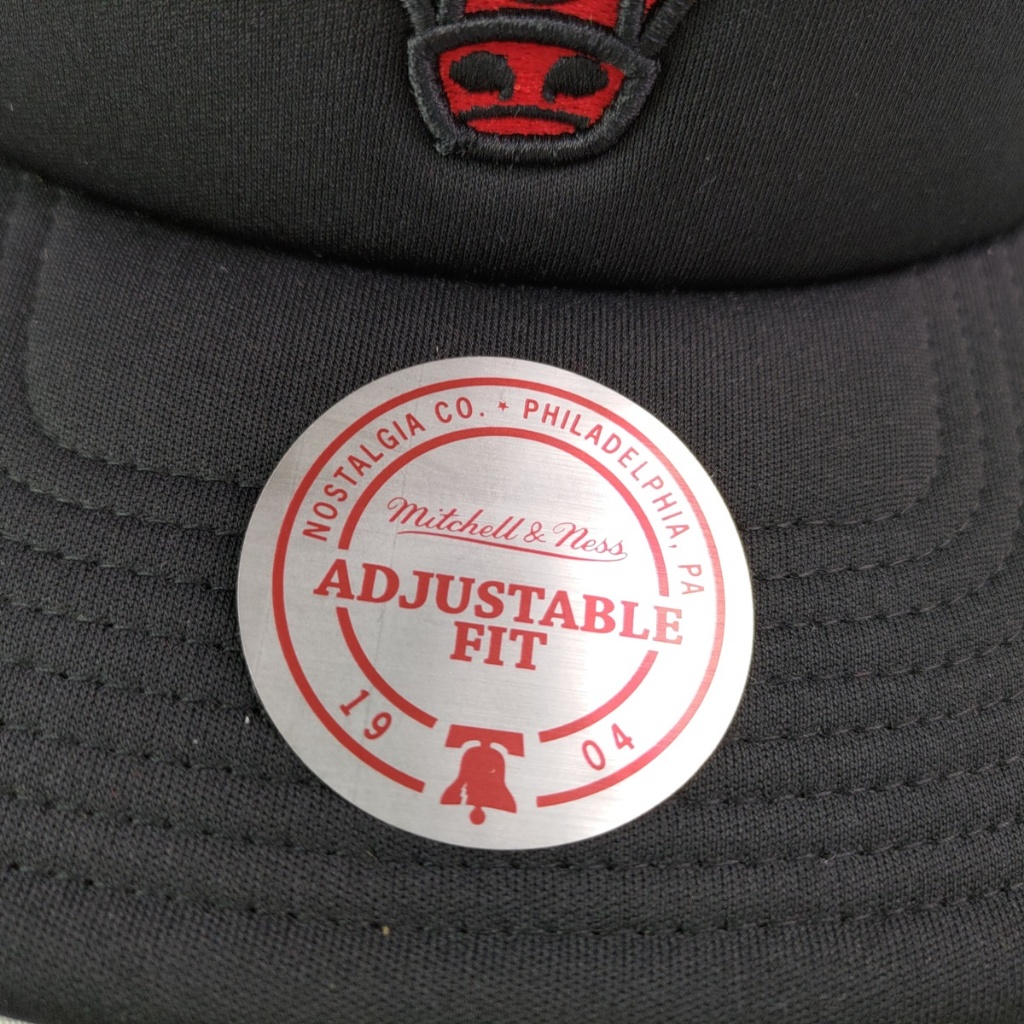 NOSTALGIA CO. ★ PHILADELPHIA, PA
Mitchell & Ness
ADJUSTABLE
FIT
19 04